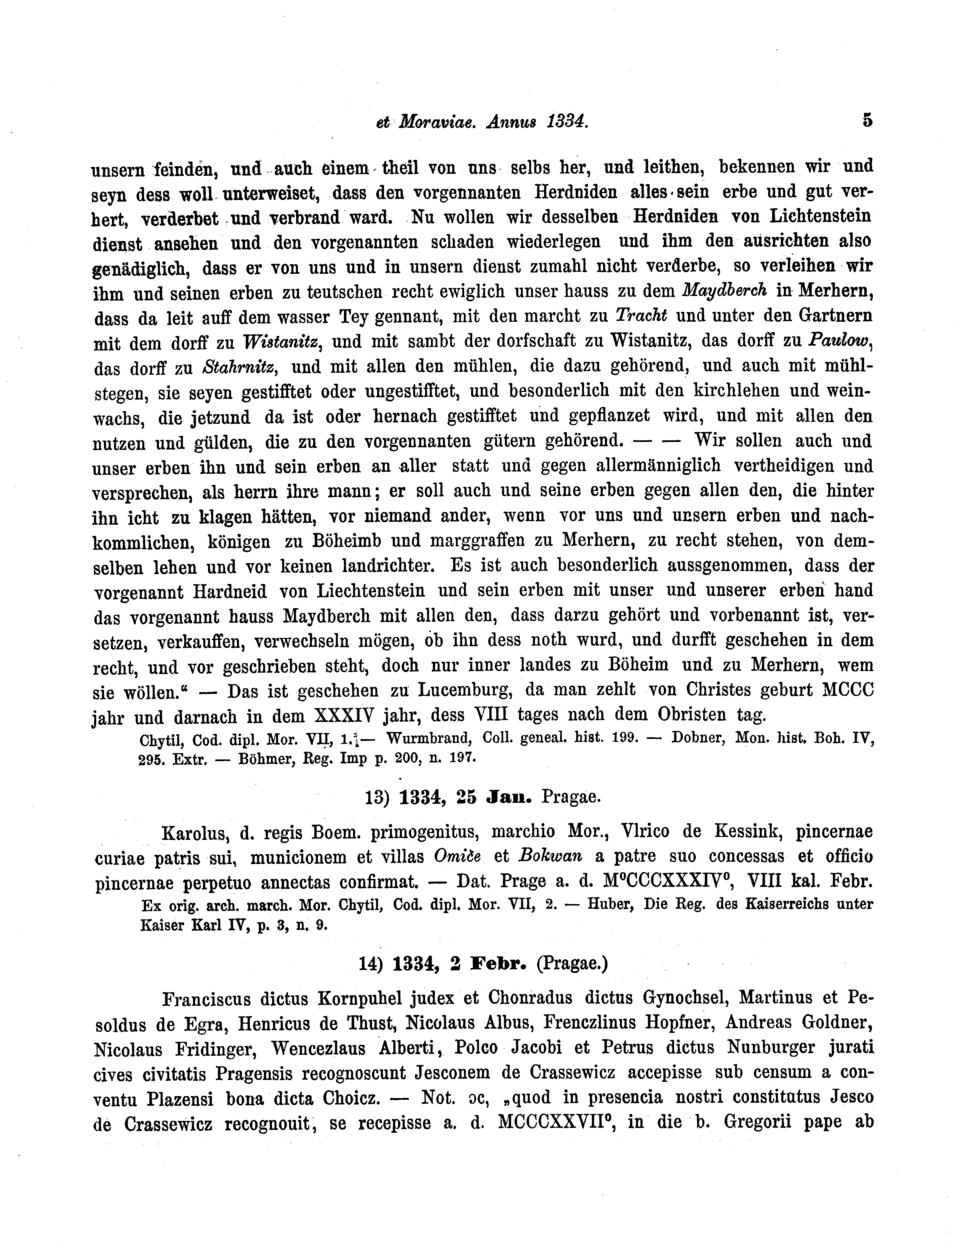 et Moraviae. Annus 1334. 5
unsern feinden, und auch einem theil von uns selbs her, und leithen, bekennen wir und
seyn dess woll unterweiset, dass den vorgennanten Herdniden alles sein erbe und gut ver-
hert, verderbet und verbrand ward. Nu wollen wir desselben Herdniden von Lichtenstein
dienst ansehen und den vorgenannten schaden wiederlegen und ihm den ausrichten also
genädiglich, dass er von uns und in unsern dienst zumahl nicht verderbe, so verleihen wir
ihm und seinen erben zu teutschen recht ewiglich unser hauss zu dem Maydberch in Merhern,
dass da leit auff dem wasser Tey gennant, mit den marcht zu Tracht und unter den Gartnern
mit dem dorff zu Wistanitz, und mit sambt der dorfschaft zu Wistanitz, das dorff zu Paulow,
das dorff zu Stahrnitz, und mit allen den mühlen, die dazu gehörend, und auch mit mühl-
stegen, sie seyen gestifftet oder ungestifftet, und besonderlich mit den kirchlehen und wein-
wachs, die jetzund da ist oder hernach gestifftet und gepflanzet wird, und mit allen den
nutzen und gülden, die zu den vorgennanten gütern gehörend. — — Wir sollen auch und
unser erben ihn und sein erben an aller statt und gegen allermänniglich vertheidigen und
versprechen, als herrn ihre mann; er soll auch und seine erben gegen allen den, die hinter
ihn icht zu klagen hätten, vor niemand ander, wenn vor uns und unsern erben und nach-
kommlichen, königen zu Böheimb und marggraffen zu Merhern, zu recht stehen, von dem-
selben lehen und vor keinen landrichter. Es ist auch besonderlich aussgenommen, dass der
vorgenannt Hardneid von Liechtenstein und sein erben mit unser und unserer erben hand
das vorgenannt hauss Maydberch mit allen den, dass darzu gehört und vorbenannt ist, ver-
setzen, verkauffen, verwechseln mögen, ob ihn dess noth wurd, und durfft geschehen in dem
recht, und vor geschrieben steht, doch nur inner landes zu Böheim und zu Merhern, wem
sie wöllen." — Das ist geschehen zu Lucemburg, da man zehlt von Christes geburt MCCC
jahr und darnach in dem XXXIV jahr, dess VIII tages nach dem Obristen tag.
Chytil, Cod. dipl. Mor. VII, 1. — Wurmbrand, Coll. geneal. hist. 199. — Dobner, Mon. hist. Boh. IV,
295. Extr. — Böhmer, Reg. Imp p. 200, n. 197.
13) 1334, 25 Jan. Pragae.
Karolus, d. regis Boem. primogenitus, marchio Mor., Vlrico de Kessink, pincernae
curiae patris sui, municionem et villas Omiče et Bokwan a patre suo concessas et officio
pincernae perpetuo annectas confirmat. — Dat. Prage a. d. M°CCCXXXIV°, VIII kal. Febr.
Ex orig. arch. march. Mor. Chytil, Cod. dipl. Mor. VII, 2. — Huber, Die Reg. des Kaiserreichs unter
Kaiser Karl IV, p. 3, n. 9.
14) 1334, 2 Febr. (Pragae.)
Franciscus dictus Kornpuhel judex et Chonradus dictus Gynochsel, Martinus et Pe-
soldus de Egra, Henricus de Thust, Nicolaus Albus, Frenczlinus Hopfner, Andreas Goldner,
Nicolaus Fridinger, Wencezlaus Alberti, Polco Jacobi et Petrus dictus Nunburger jurati
cives civitatis Pragensis recognoscunt Jesconem de Crassewicz accepisse sub censum a con-
ventu Plazensi bona dicta Choicz. — Not. ɔc, „quod in presencia nostri constitutus Jesco
de Crassewicz recognouit, se recepisse a. d. MCCCXXVII°, in die b. Gregorii pape ab